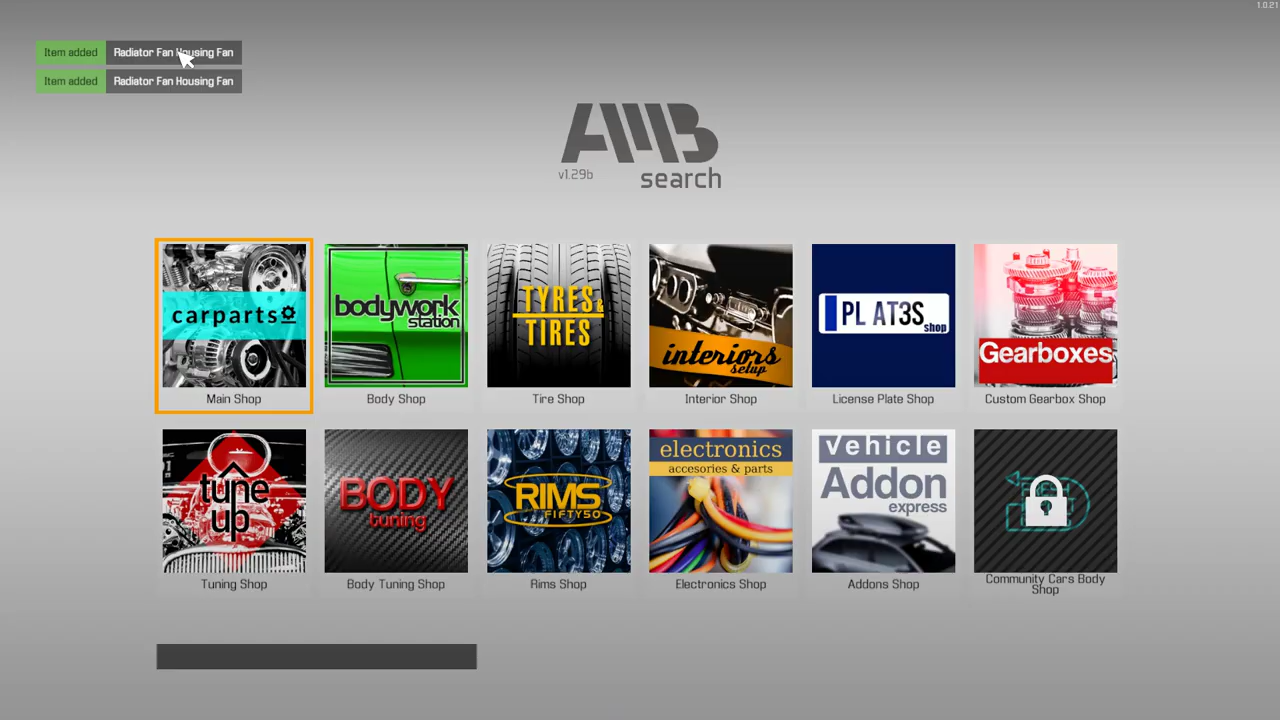 1.0.21
Item added Radiator Fan Housing Fan
Item added Radiator Fan Housing Fan
AMB
v1.29b search
carparts
Main Shop
bodywork
station
Body Shop
TYRES&
TIRES
Tire Shop
interiors
setup
Interior Shop
PL AT3S
shop
License Plate Shop
Gearboxes
Custom Gearbox Shop
tune
up
Tuning Shop
BODY
tuning
Body Tuning Shop
RIMS
FIFTY50
Rims Shop
electronics
accesories & parts
Electronics Shop
vehicle
Addon
express
Addons Shop
Community Cars Body
Shop